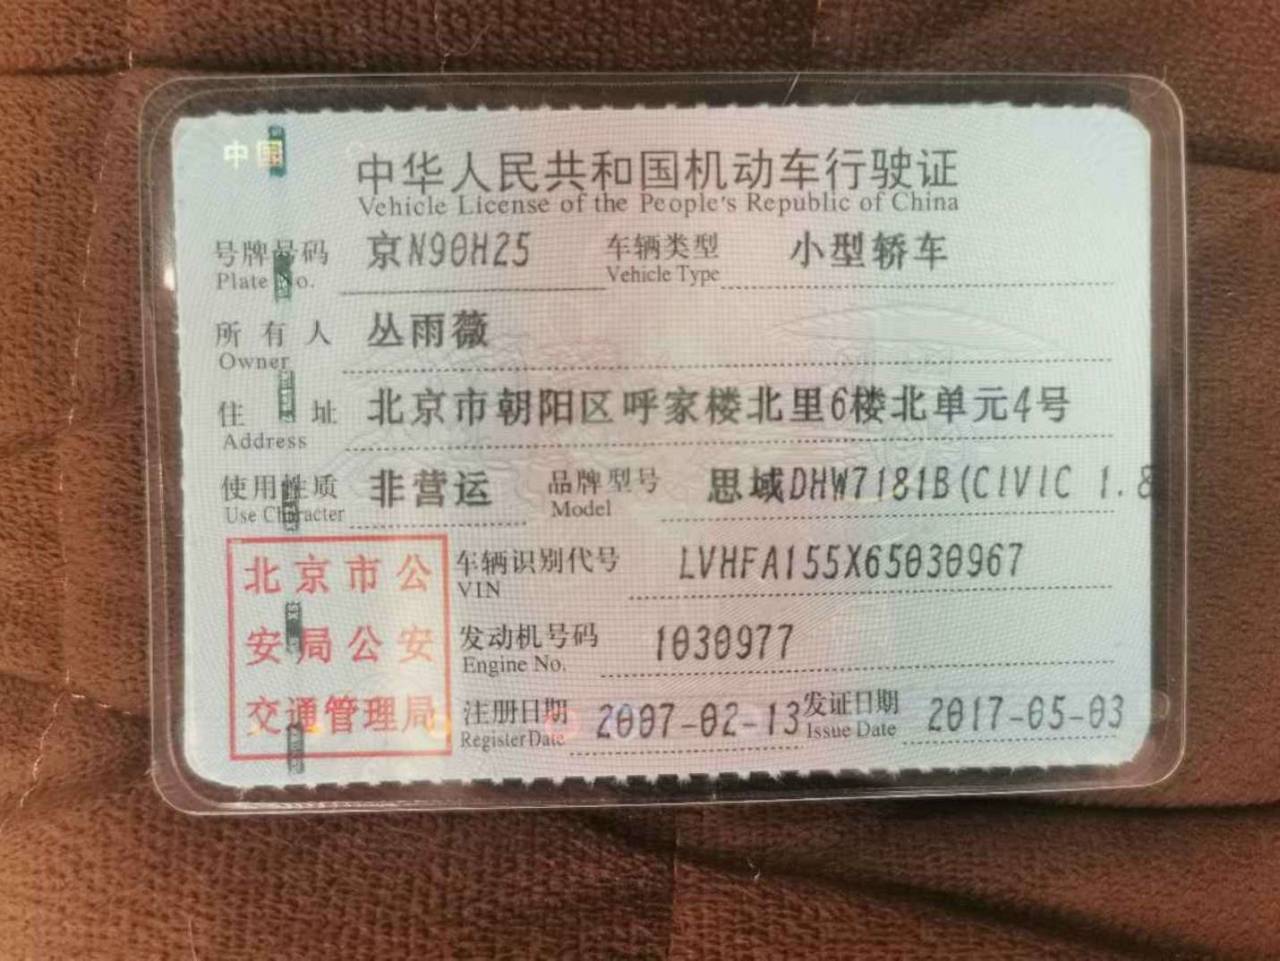 中国
中华人民共和国机动车行驶证
Vehicle License of the People's Republic of China
号牌号码 京N90H25 车辆类型 小型轿车
Plate No. Vehicle Type
所有人 丛雨薇
Owner
住址 北京市朝阳区呼家楼北里6楼北单元4号
Address
使用性质 非营运 品牌型号 思域DHW7181B(CIVIC 1.8
Use Character Model
北京市公
安局公安
交通管理局
车辆识别代号 LVHFA155X65030967
VIN
发动机号码 1030977
Engine No.
注册日期 2007-02-13 发证日期 2017-05-03
Register Date Issue Date